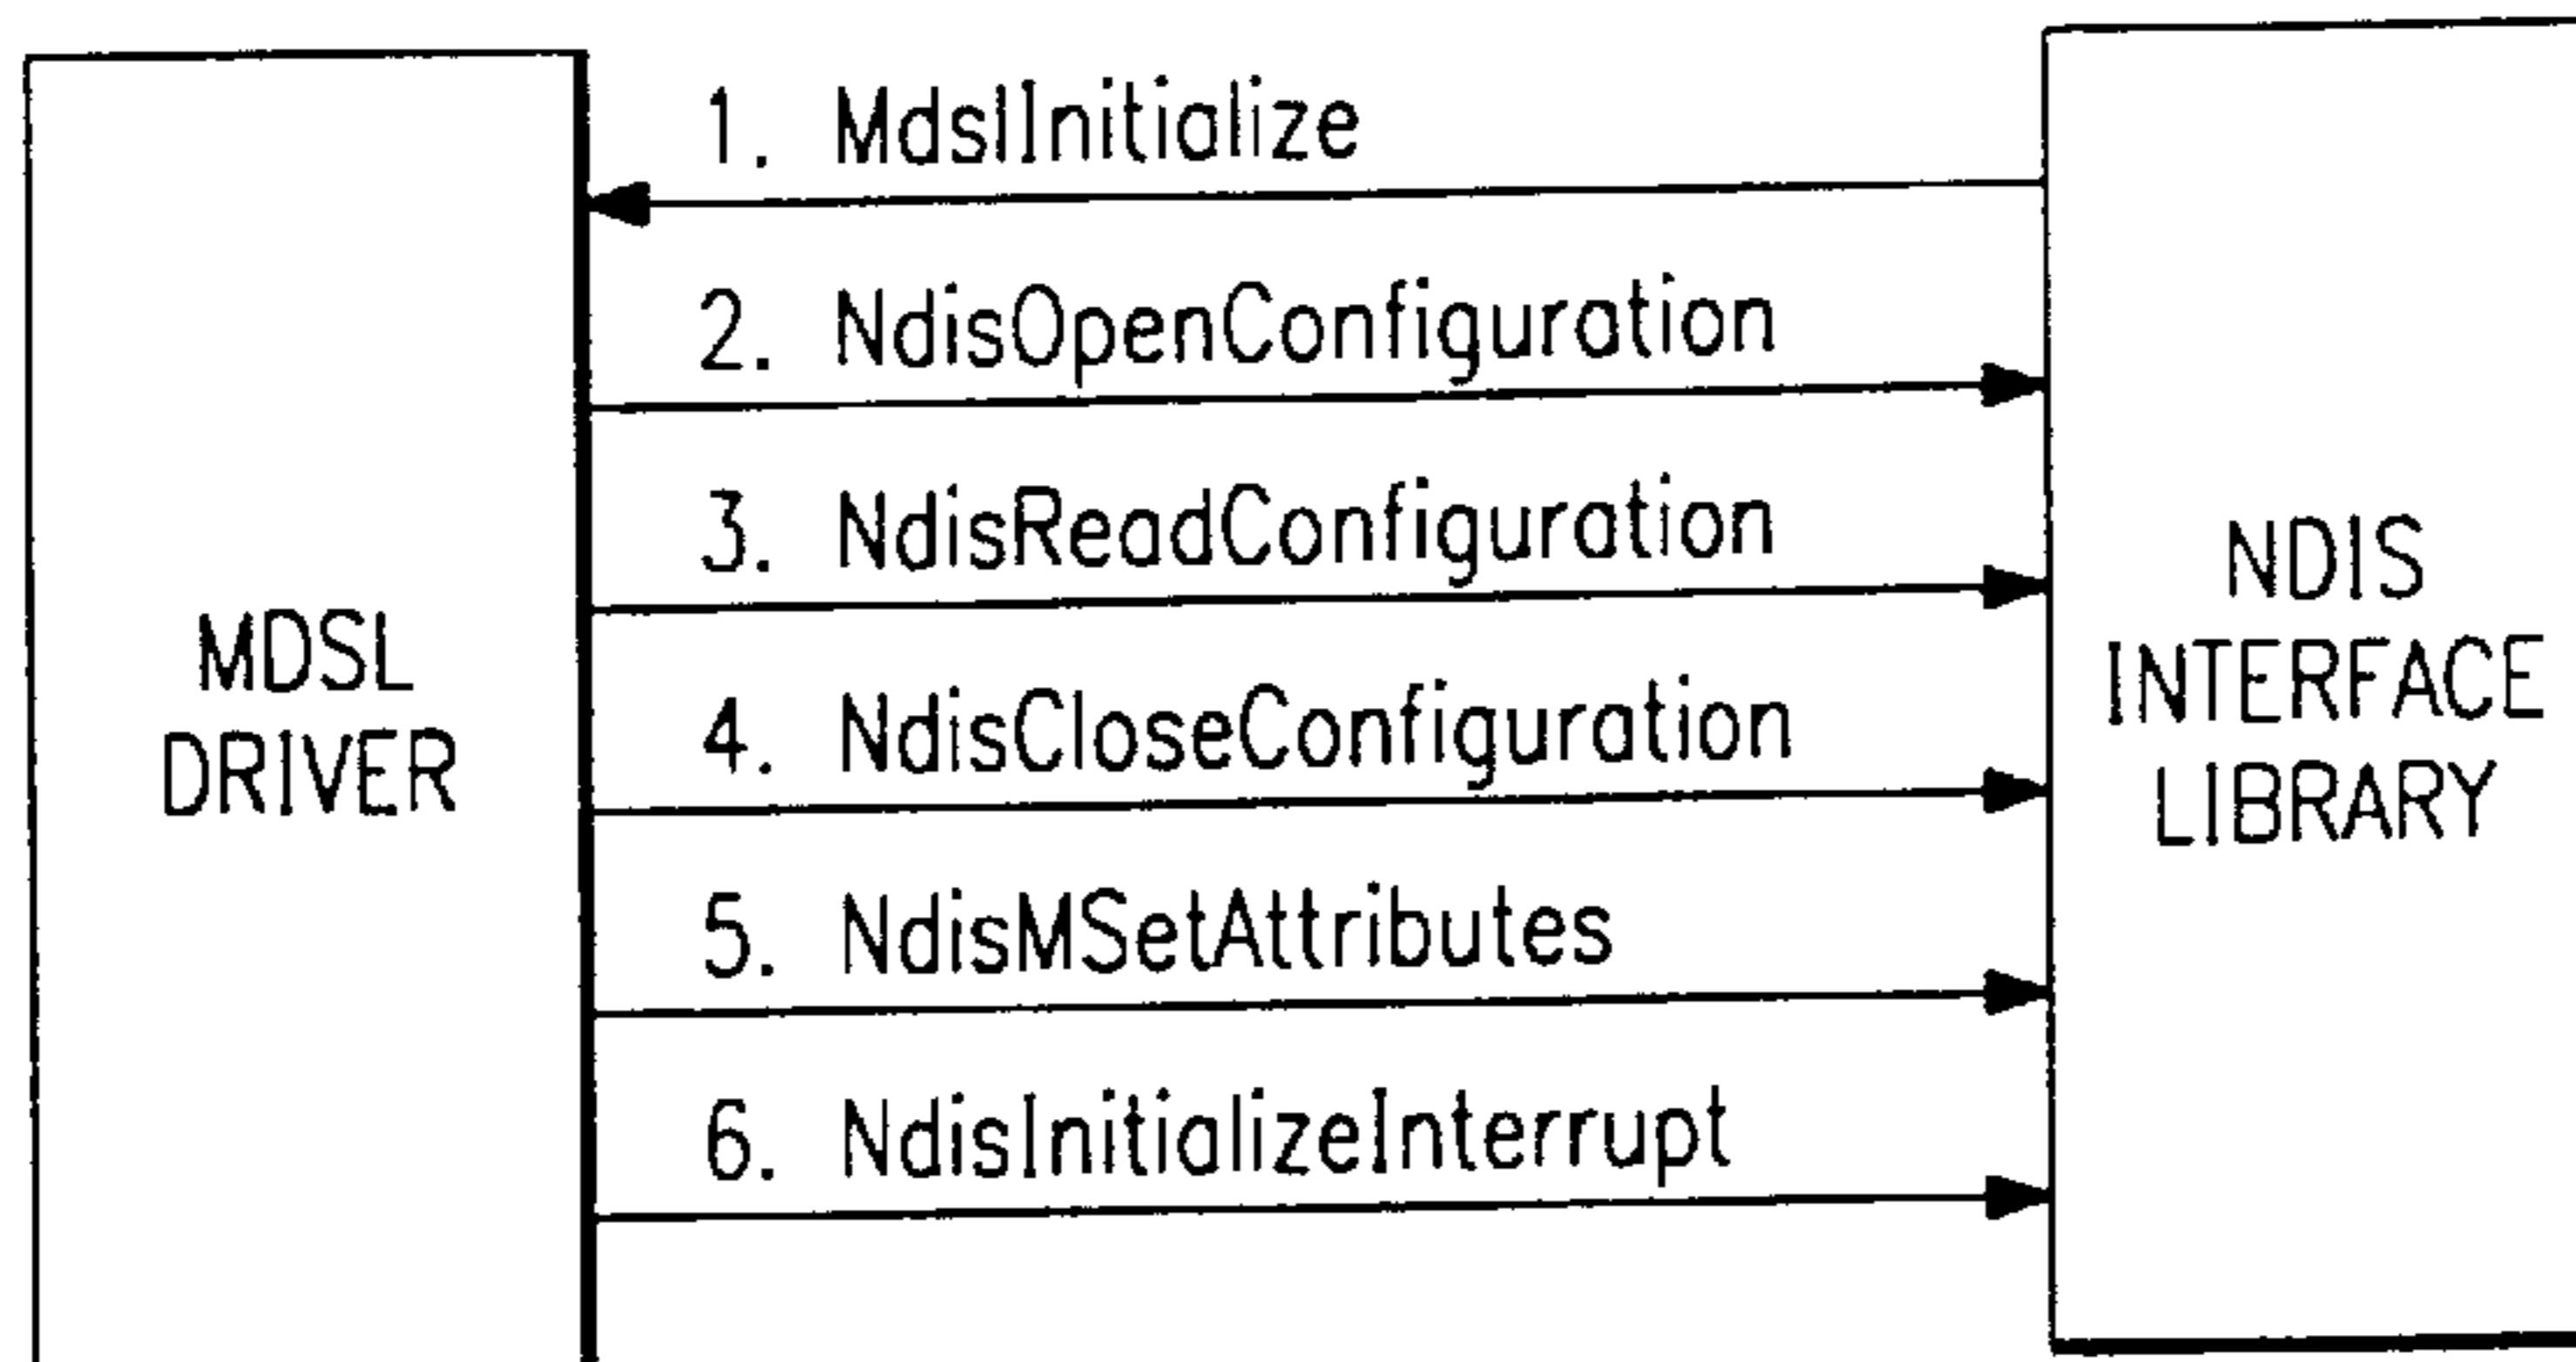 1. MdslInitialize
2. NdisOpenConfiguration
3. NdisReadConfiguration
4. NdisCloseConfiguration
5. NdisMSetAttributes
6. NdisInitializeInterrupt
MDSL
DRIVER
NDIS
INTERFACE
LIBRARY